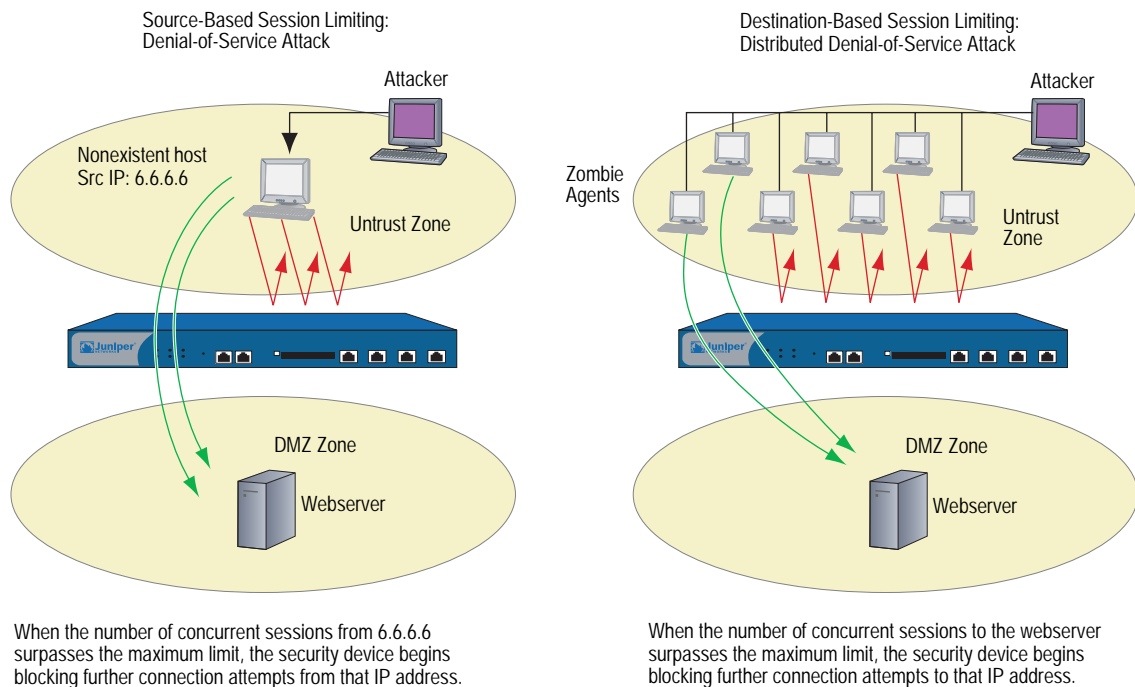 Source-Based Session Limiting:
Denial-of-Service Attack
Attacker
Nonexistent host
Src IP: 6.6.6.6
Untrust Zone
Juniper
NETWORKS
DMZ Zone
Webserver
When the number of concurrent sessions from 6.6.6.6
surpasses the maximum limit, the security device begins
blocking further connection attempts from that IP address.
Destination-Based Session Limiting:
Distributed Denial-of-Service Attack
Attacker
Zombie
Agents
Untrust
Zone
Juniper
NETWORKS
DMZ Zone
Webserver
When the number of concurrent sessions to the webserver
surpasses the maximum limit, the security device begins
blocking further connection attempts to that IP address.